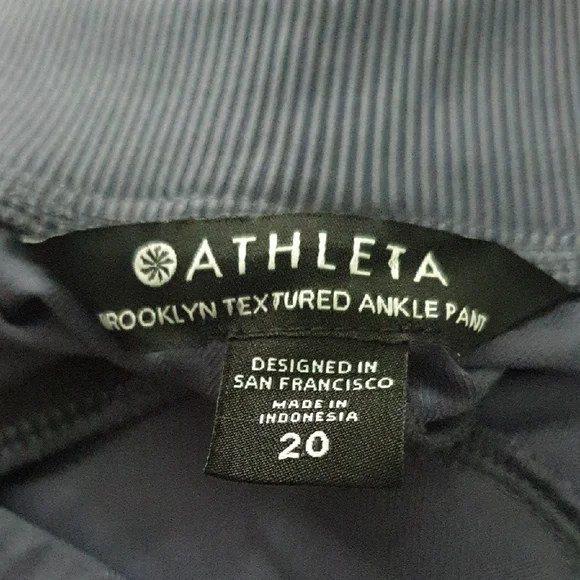 ATHLETA
BROOKLYN TEXTURED ANKLE PANT
DESIGNED IN
SAN FRANCISCO
MADE IN
INDONESIA
20